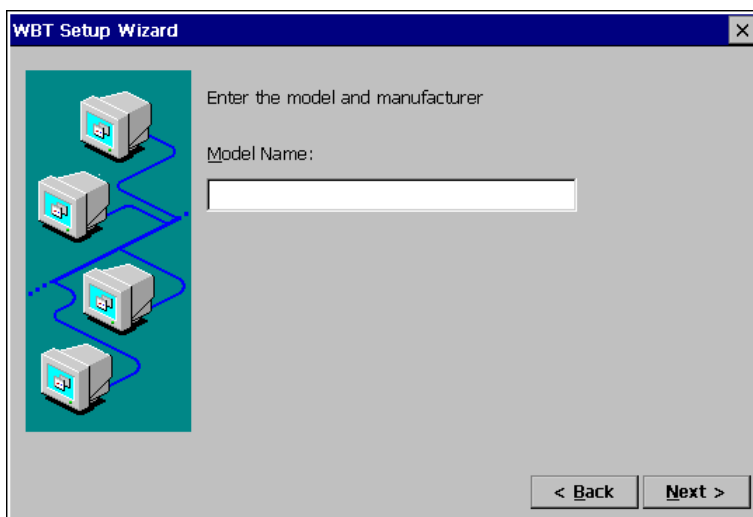 WBT Setup Wizard
Enter the model and manufacturer
Model Name:
< Back
Next >